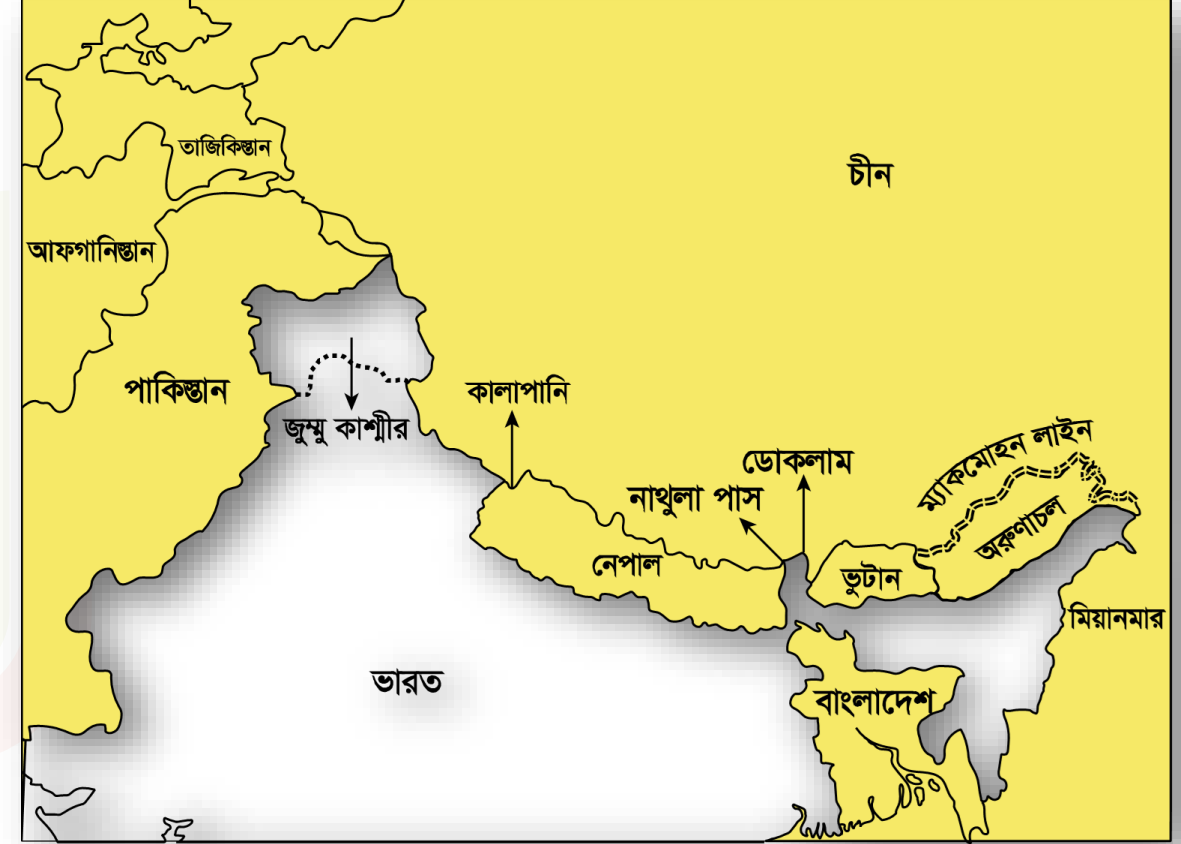 তাজিকিস্তান
চীন
আফগানিস্তান
পাকিস্তান
জুম্মু কাশ্মীর
কালাপানি
ডোকলাম
নাথুলা পাস
ম্যাকমোহন লাইন
অরুণাচল
নেপাল
ভুটান
মিয়ানমার
ভারত
বাংলাদেশ